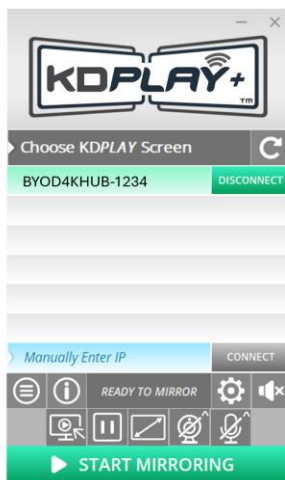 KDPLAY+
TM
Choose KDPLAY Screen
BYOD4KHUB-1234 DISCONNECT
Manually Enter IP CONNECT
READY TO MIRROR
START MIRRORING